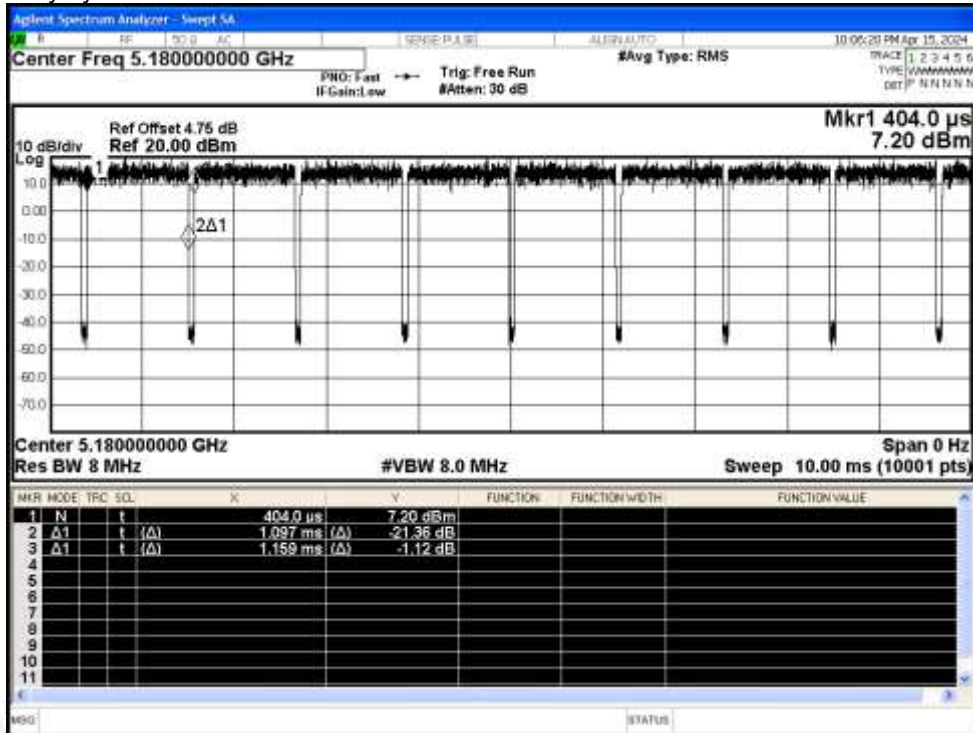 Agilent Spectrum Analyzer - Swept SA
RF 50 Ω AC SENSE:PULSE ALIGN AUTO 10:06:20 PM Apr 15, 2024
Center Freq 5.180000000 GHz #Avg Type: RMS TRACE 1 2 3 4 5 6
PNO: Fast Trig: Free Run TYPE
IFGain:Low #Atten: 30 dB DET P N N N N N
Mkr1 404.0 µs
Ref Offset 4.75 dB
10 dB/div Ref 20.00 dBm 7.20 dBm
Log
1
10.0
0.00
2Δ1
-10.0
-20.0
-30.0
-40.0
-50.0
-60.0
-70.0
Center 5.180000000 GHz Span 0 Hz
Res BW 8 MHz #VBW 8.0 MHz Sweep 10.00 ms (10001 pts)
MKR MODE TRC SCL X Y FUNCTION FUNCTION WIDTH FUNCTION VALUE
1 N t 404.0 µs 7.20 dBm
2 Δ1 t (Δ) 1.097 ms (Δ) -21.36 dB
3 Δ1 t (Δ) 1.159 ms (Δ) -1.12 dB
4
5
6
7
8
9
10
11
MSG STATUS